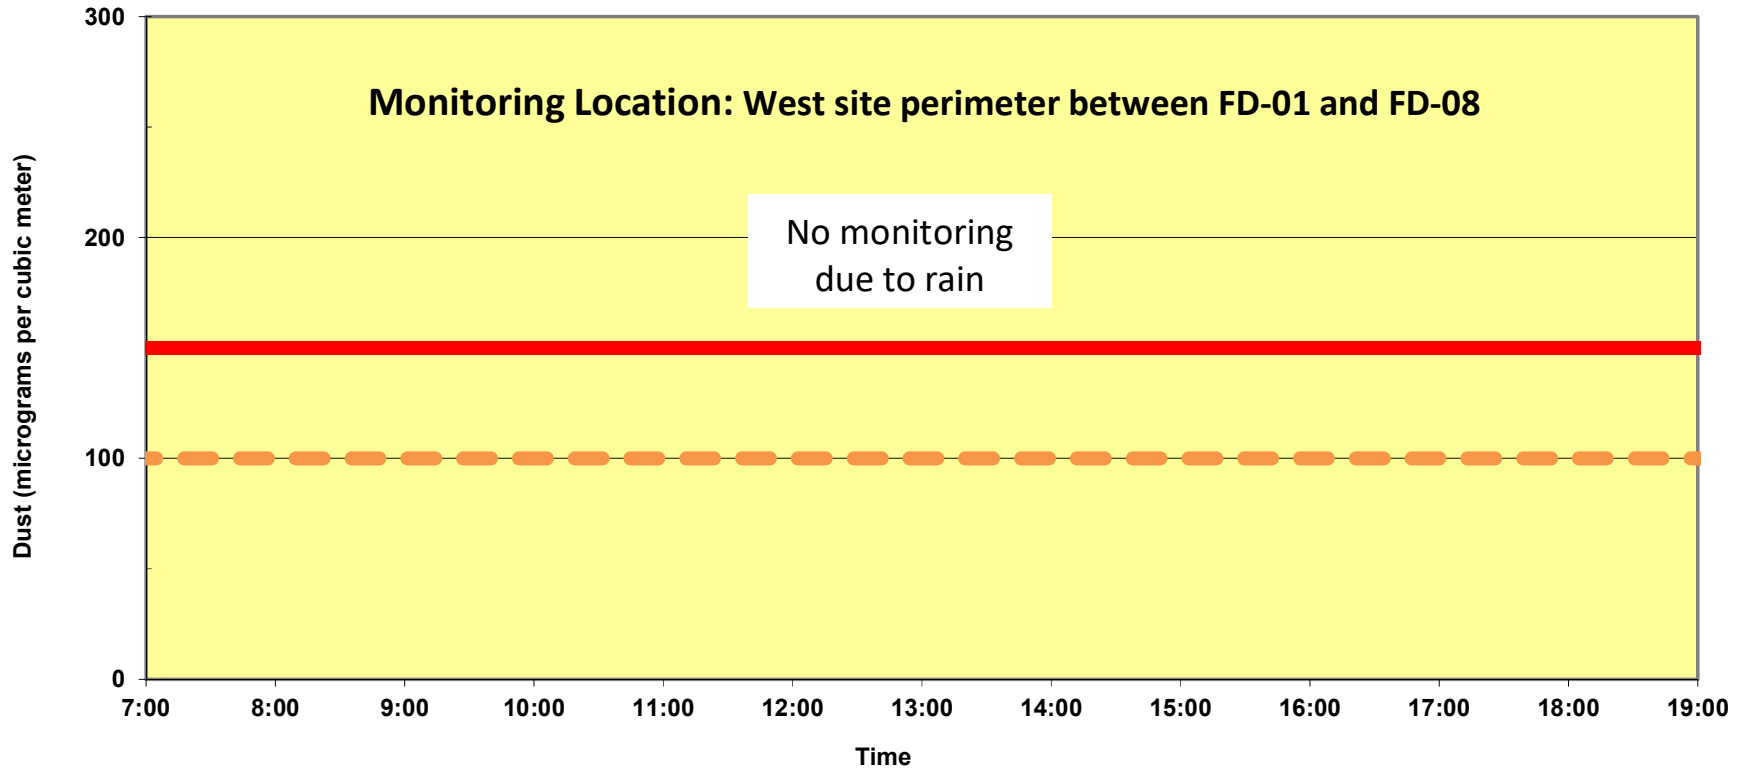 300
Monitoring Location: West site perimeter between FD-01 and FD-08
No monitoring
due to rain
200
100
0
Dust (micrograms per cubic meter)
7:00 8:00 9:00 10:00 11:00 12:00 13:00 14:00 15:00 16:00 17:00 18:00 19:00
Time